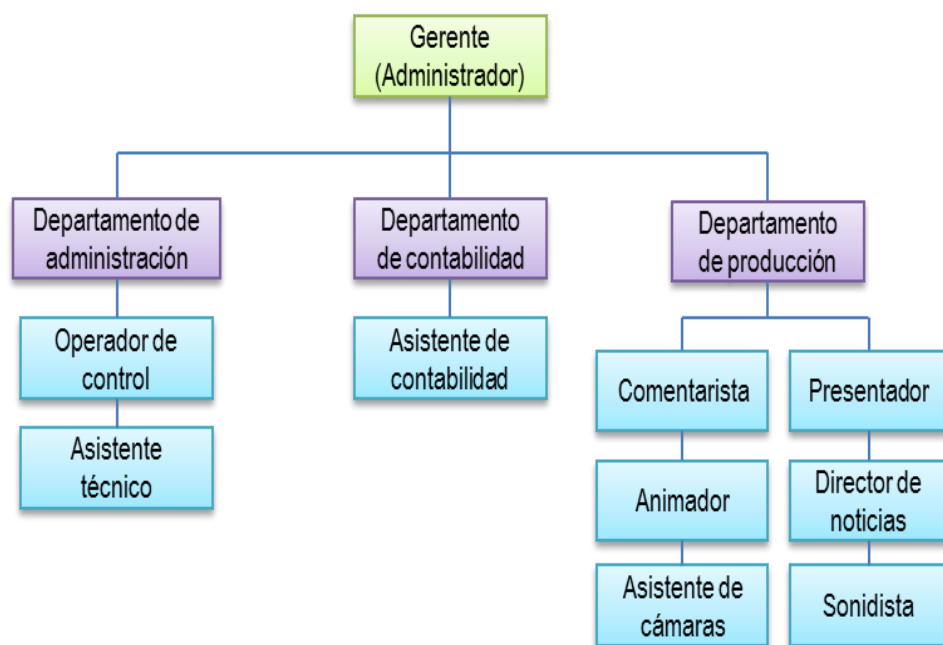 Gerente
(Administrador)
Departamento de
administración
Departamento
de contabilidad
Departamento
de producción
Operador de
control
Asistente de
contabilidad
Asistente
técnico
Comentarista
Presentador
Animador
Director de
noticias
Asistente de
cámaras
Sonidista